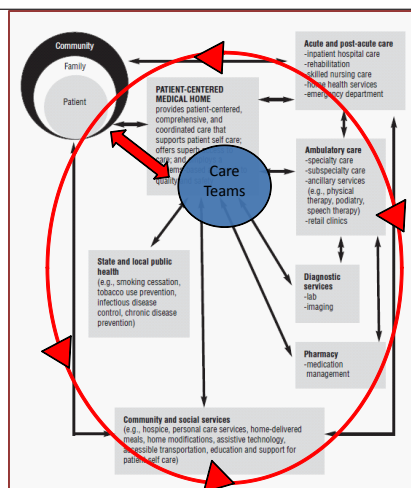 Community
Family
Patient
Acute and post-acute care
-inpatient hospital care
-rehabilitation
-skilled nursing care
-home health services
-emergency department
PATIENT-CENTERED
MEDICAL HOME
provides patient-centered,
comprehensive, and
coordinated care that
supports patient self care;
offers
care; and
quality
Care
Teams
Ambulatory care
-specialty care
-subspecialty care
-ancillary services
(e.g., physical
therapy, podiatry,
speech therapy)
-retail clinics
State and local public
health
(e.g., smoking cessation,
tobacco use prevention,
infectious disease
control, chronic disease
prevention)
Diagnostic
services
-lab
-imaging
Pharmacy
-medication
management
Community and social services
(e.g., hospice, personal care services, home-delivered
meals, home modifications, assistive technology,
accessible transportation, education and support for
patient self care)